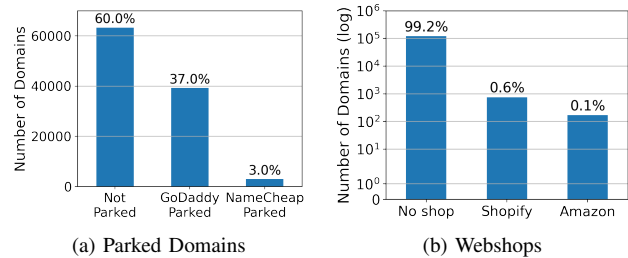 Number of Domains
60000
40000
20000
0
60.0%
37.0%
3.0%
Not
Parked
GoDaddy
Parked
NameCheap
Parked
(a) Parked Domains
Number of Domains (log)
10^6
10^5
10^4
10^3
10^2
10^1
10^0
0
99.2%
0.6%
0.1%
No shop
Shopify
Amazon
(b) Webshops